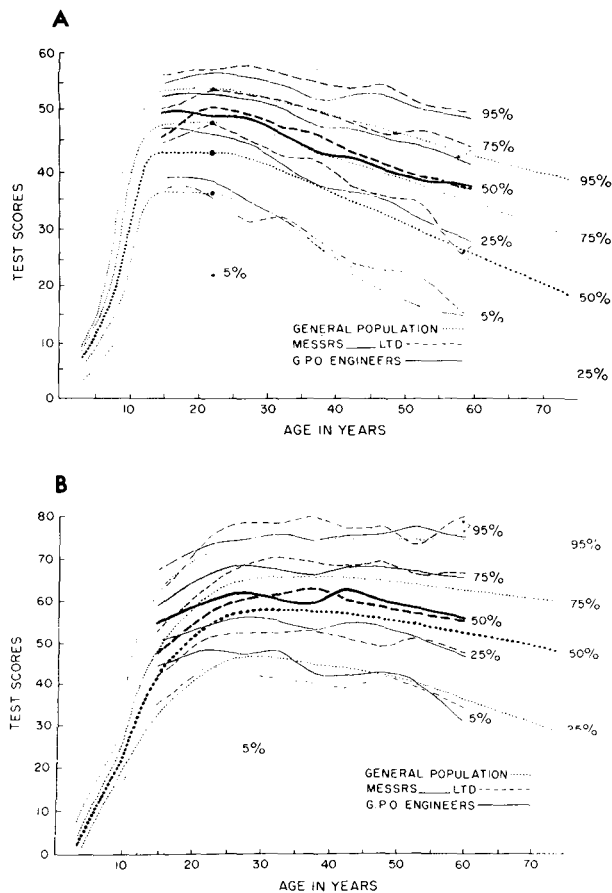 A
60
50
40
30
20
10
0
TEST SCORES
95%
75%
50%
25%
5%
5%
95%
75%
50%
25%
GENERAL POPULATION
MESSRS ____ LTD
G.P.O ENGINEERS
10 20 30 40 50 60 70
AGE IN YEARS
B
80
70
60
50
40
30
20
10
0
TEST SCORES
95%
75%
50%
25%
5%
5%
95%
75%
50%
25%
GENERAL POPULATION
MESSRS ____ LTD
G.P.O ENGINEERS
10 20 30 40 50 60 70
AGE IN YEARS